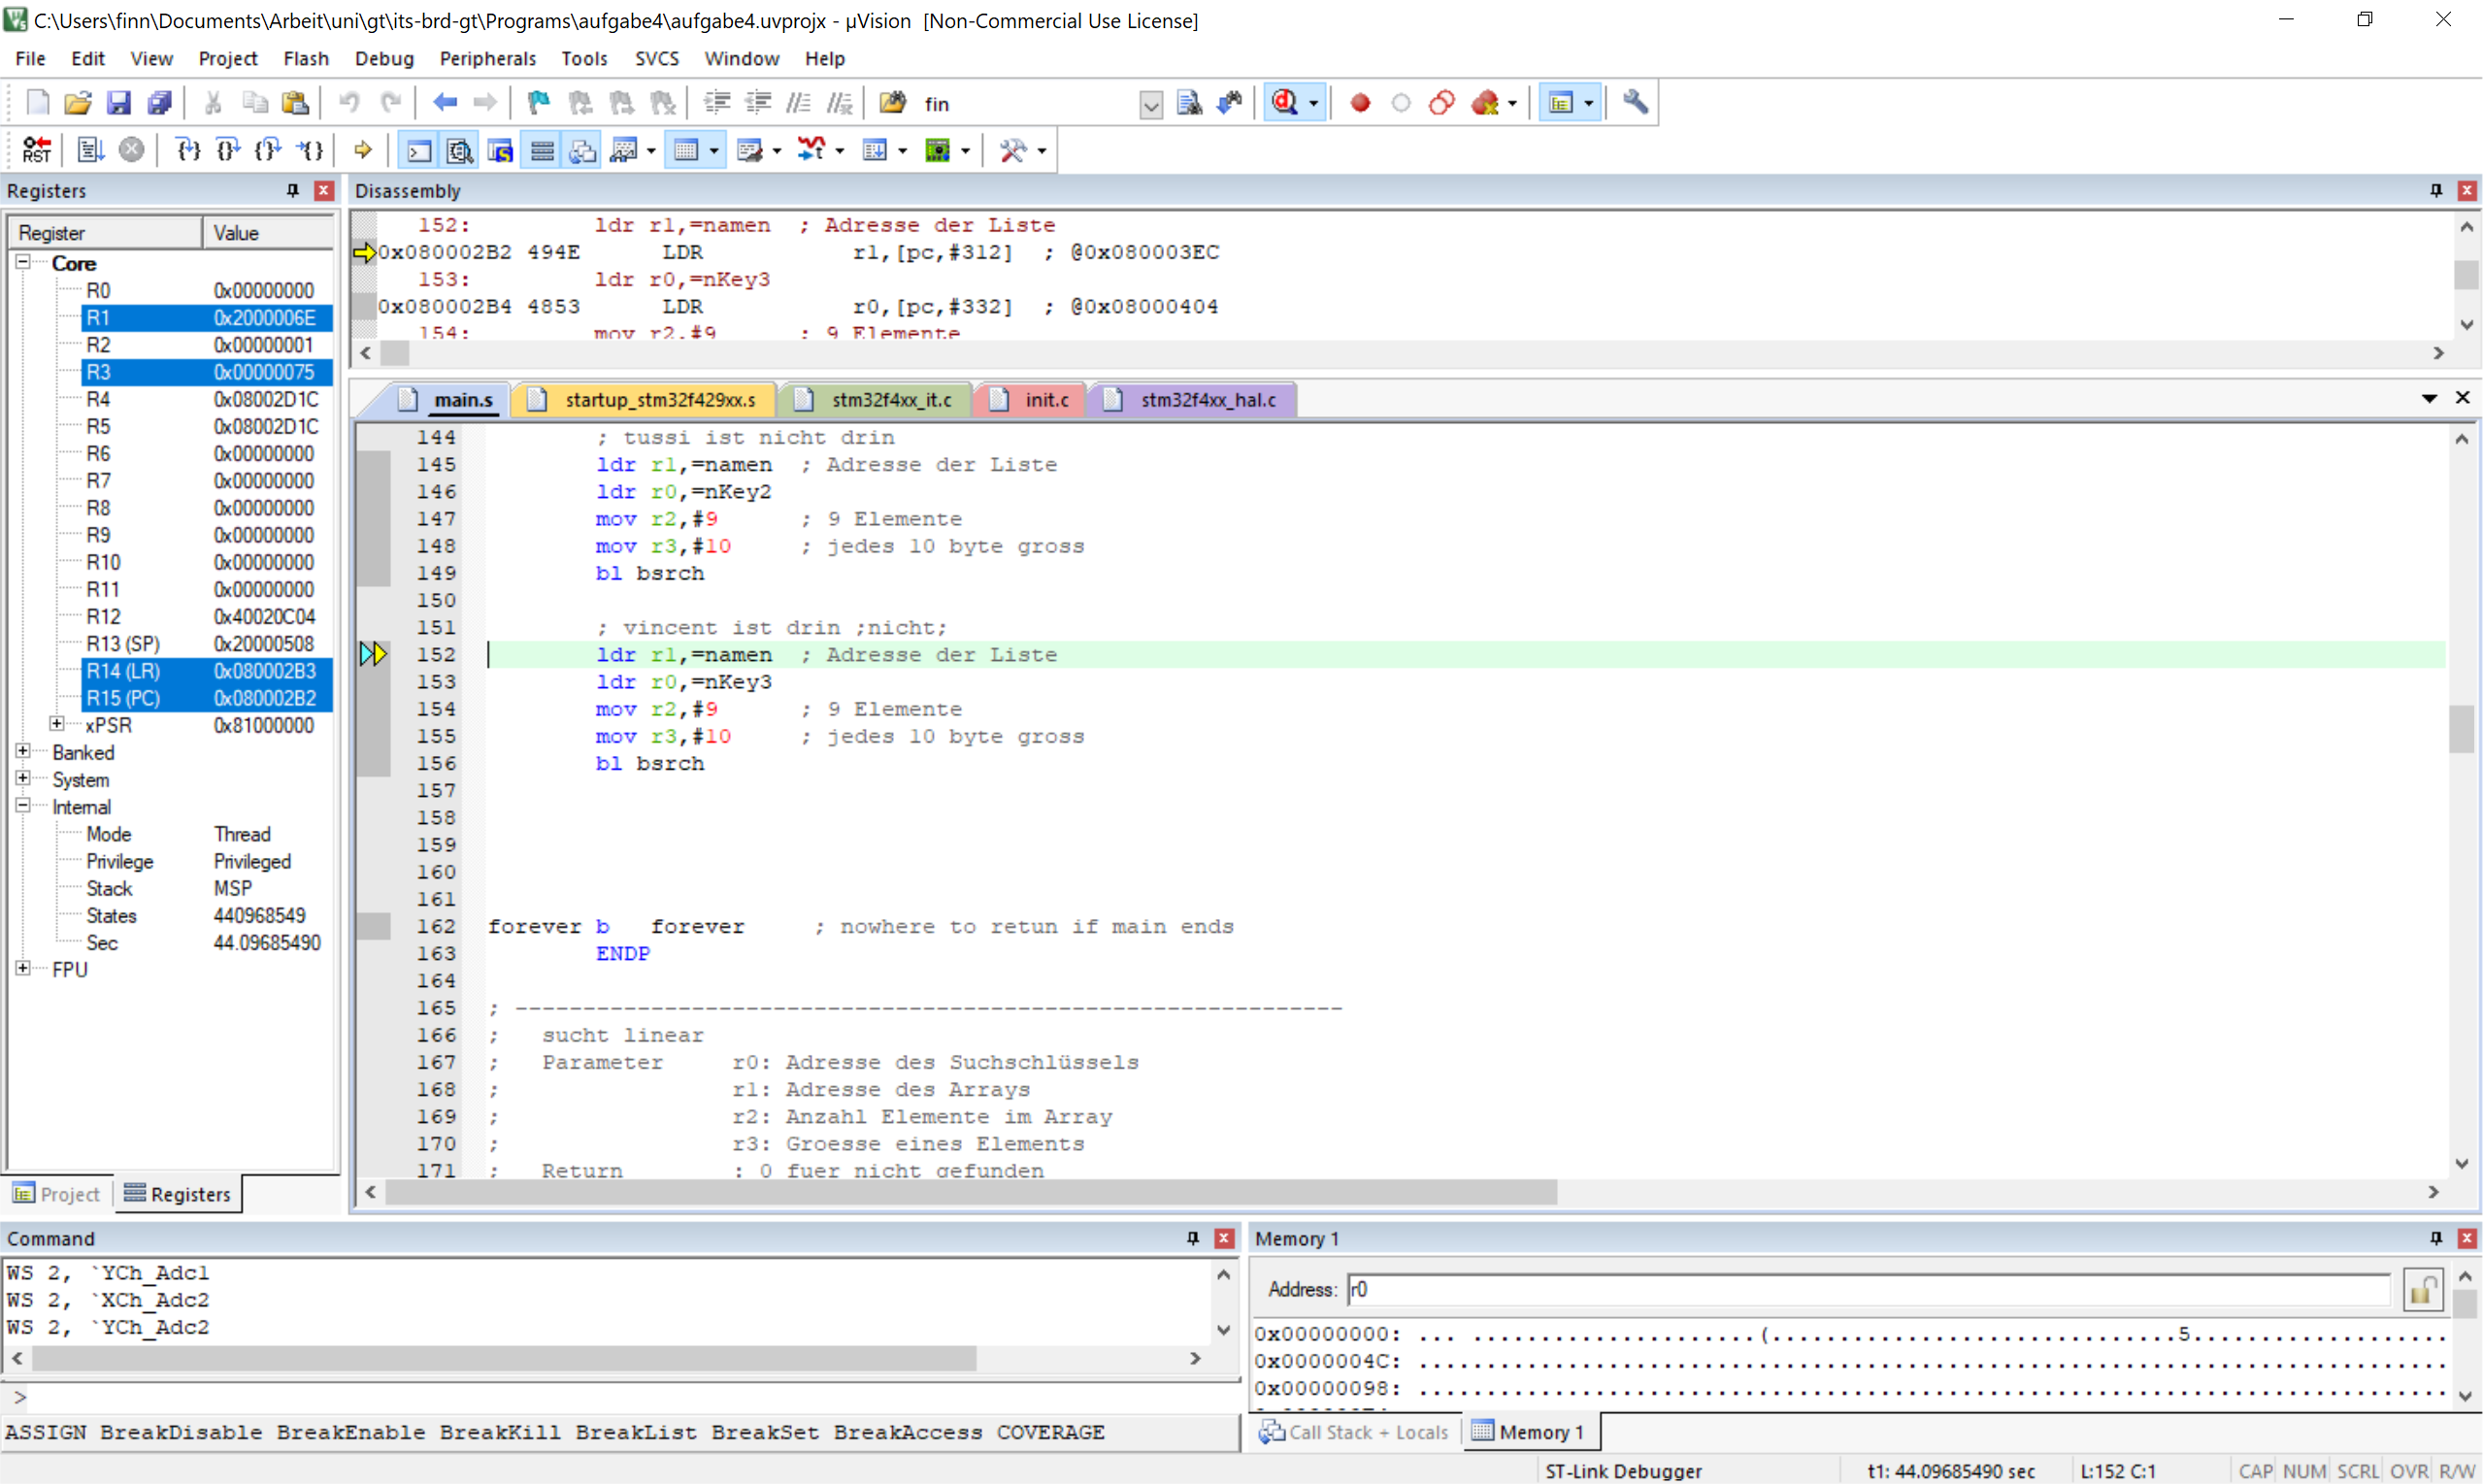 C:\Users\finn\Documents\Arbeit\uni\gt\its-brd-gt\Programs\aufgabe4\aufgabe4.uvprojx - µVision  [Non-Commercial Use License]
File Edit View Project Flash Debug Peripherals Tools SVCS Window Help
fin
RST
Registers
Register Value
Core
R0 0x00000000
R1 0x2000006E
R2 0x00000001
R3 0x00000075
R4 0x08002D1C
R5 0x08002D1C
R6 0x00000000
R7 0x00000000
R8 0x00000000
R9 0x00000000
R10 0x00000000
R11 0x00000000
R12 0x40020C04
R13 (SP) 0x20000508
R14 (LR) 0x080002B3
R15 (PC) 0x080002B2
xPSR 0x81000000
Banked
System
Internal
Mode Thread
Privilege Privileged
Stack MSP
States 440968549
Sec 44.09685490
FPU
Project Registers
Disassembly
152: ldr r1,=namen ; Adresse der Liste
0x080002B2 494E LDR r1,[pc,#312] ; @0x080003EC
153: ldr r0,=nKey3
0x080002B4 4853 LDR r0,[pc,#332] ; @0x08000404
154: mov r2,#9 ; 9 Elemente
main.s startup_stm32f429xx.s stm32f4xx_it.c init.c stm32f4xx_hal.c
144 ; tussi ist nicht drin
145 ldr r1,=namen ; Adresse der Liste
146 ldr r0,=nKey2
147 mov r2,#9 ; 9 Elemente
148 mov r3,#10 ; jedes 10 byte gross
149 bl bsrch
150
151 ; vincent ist drin ;nicht;
152 ldr r1,=namen ; Adresse der Liste
153 ldr r0,=nKey3
154 mov r2,#9 ; 9 Elemente
155 mov r3,#10 ; jedes 10 byte gross
156 bl bsrch
157
158
159
160
161
162 forever b forever ; nowhere to retun if main ends
163 ENDP
164
165 ; -------------------------------------------------------------
166 ; sucht linear
167 ; Parameter r0: Adresse des Suchschlüssels
168 ; r1: Adresse des Arrays
169 ; r2: Anzahl Elemente im Array
170 ; r3: Groesse eines Elements
171 ; Return : 0 fuer nicht gefunden
Command
WS 2, `YCh_Adc1
WS 2, `XCh_Adc2
WS 2, `YCh_Adc2
>
ASSIGN BreakDisable BreakEnable BreakKill BreakList BreakSet BreakAccess COVERAGE
Memory 1
Address: r0
0x00000000: ... .....................(..............................5...................
0x0000004C: ............................................................................
0x00000098: ............................................................................
Call Stack + Locals Memory 1
ST-Link Debugger t1: 44.09685490 sec L:152 C:1 CAP NUM SCRL OVR R/W